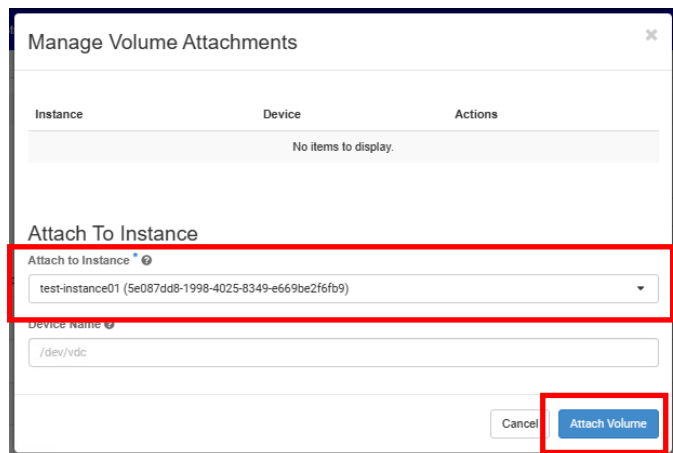 Manage Volume Attachments
×
Instance Device Actions
No items to display.
Attach To Instance
Attach to Instance *
test-instance01 (5e087dd8-1998-4025-8349-e669be2f6fb9)
Device Name
/dev/vdc
Cancel Attach Volume